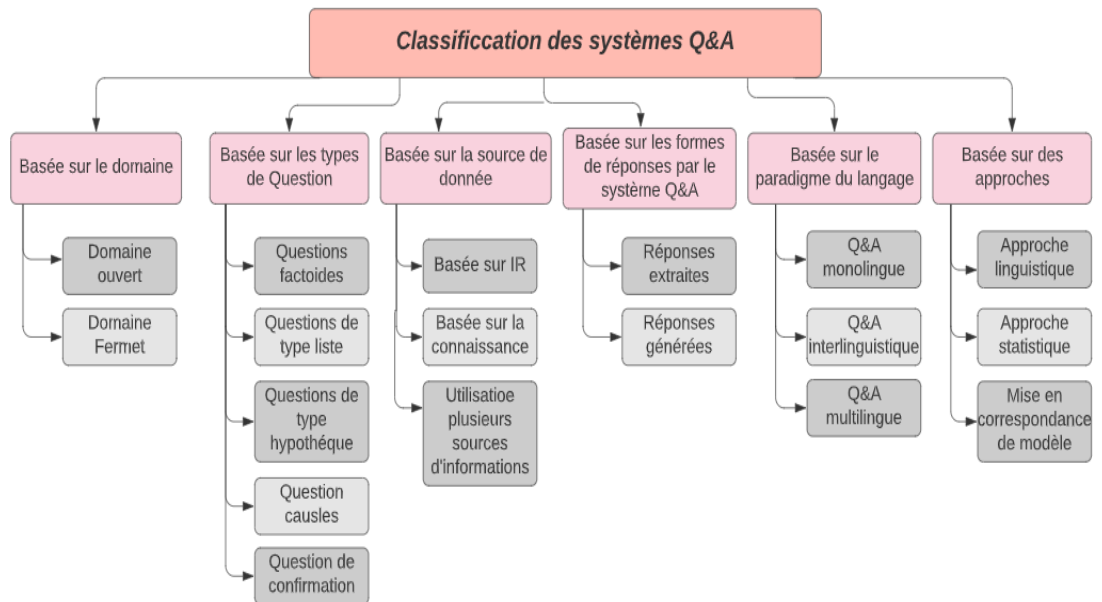 Classificcation des systèmes Q&A
Basée sur le domaine
Domaine
ouvert
Domaine
Fermet
Basée sur les types
de Question
Questions
factoides
Questions de
type liste
Questions de
type
hypothéque
Question
causles
Question de
confirmation
Basée sur la source de
donnée
Basée sur IR
Basée sur la
connaissance
Utilisatioe
plusieurs
sources
d'informations
Basée sur les formes
de réponses par le
système Q&A
Réponses
extraites
Réponses
générées
Basée sur le
paradigme du langage
Q&A
monolingue
Q&A
interlinguistique
Q&A
multilingue
Basée sur des
approches
Approche
linguistique
Approche
statistique
Mise en
correspondance
de modèle